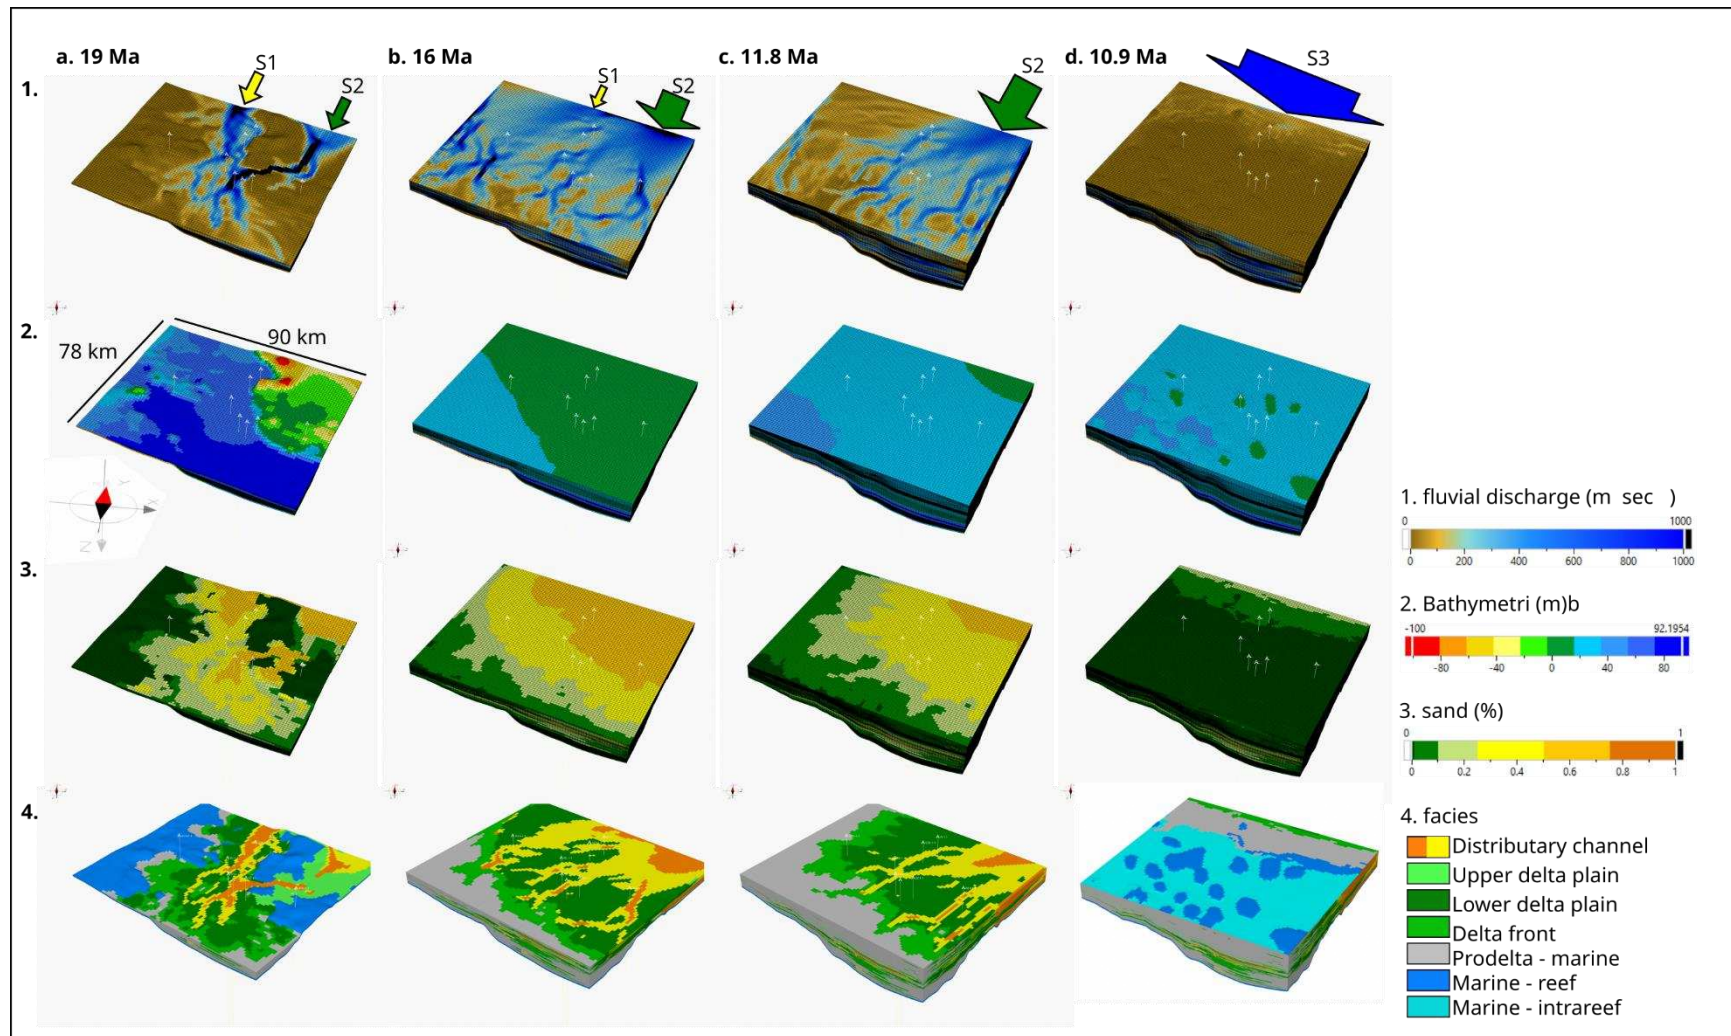 a. 19 Ma
S1
S2
b. 16 Ma
S1
S2
c. 11.8 Ma
S2
d. 10.9 Ma
S3
1.
2.
78 km
90 km
Y
X
Z
3.
4.
1. fluvial discharge (m sec )
0 1000
0 200 400 600 800 1000
2. Bathymetri (m)b
-100 92.1954
-80 -40 0 40 80
3. sand (%)
0 1
0 0.2 0.4 0.6 0.8 1
4. facies
Distributary channel
Upper delta plain
Lower delta plain
Delta front
Prodelta - marine
Marine - reef
Marine - intrareef